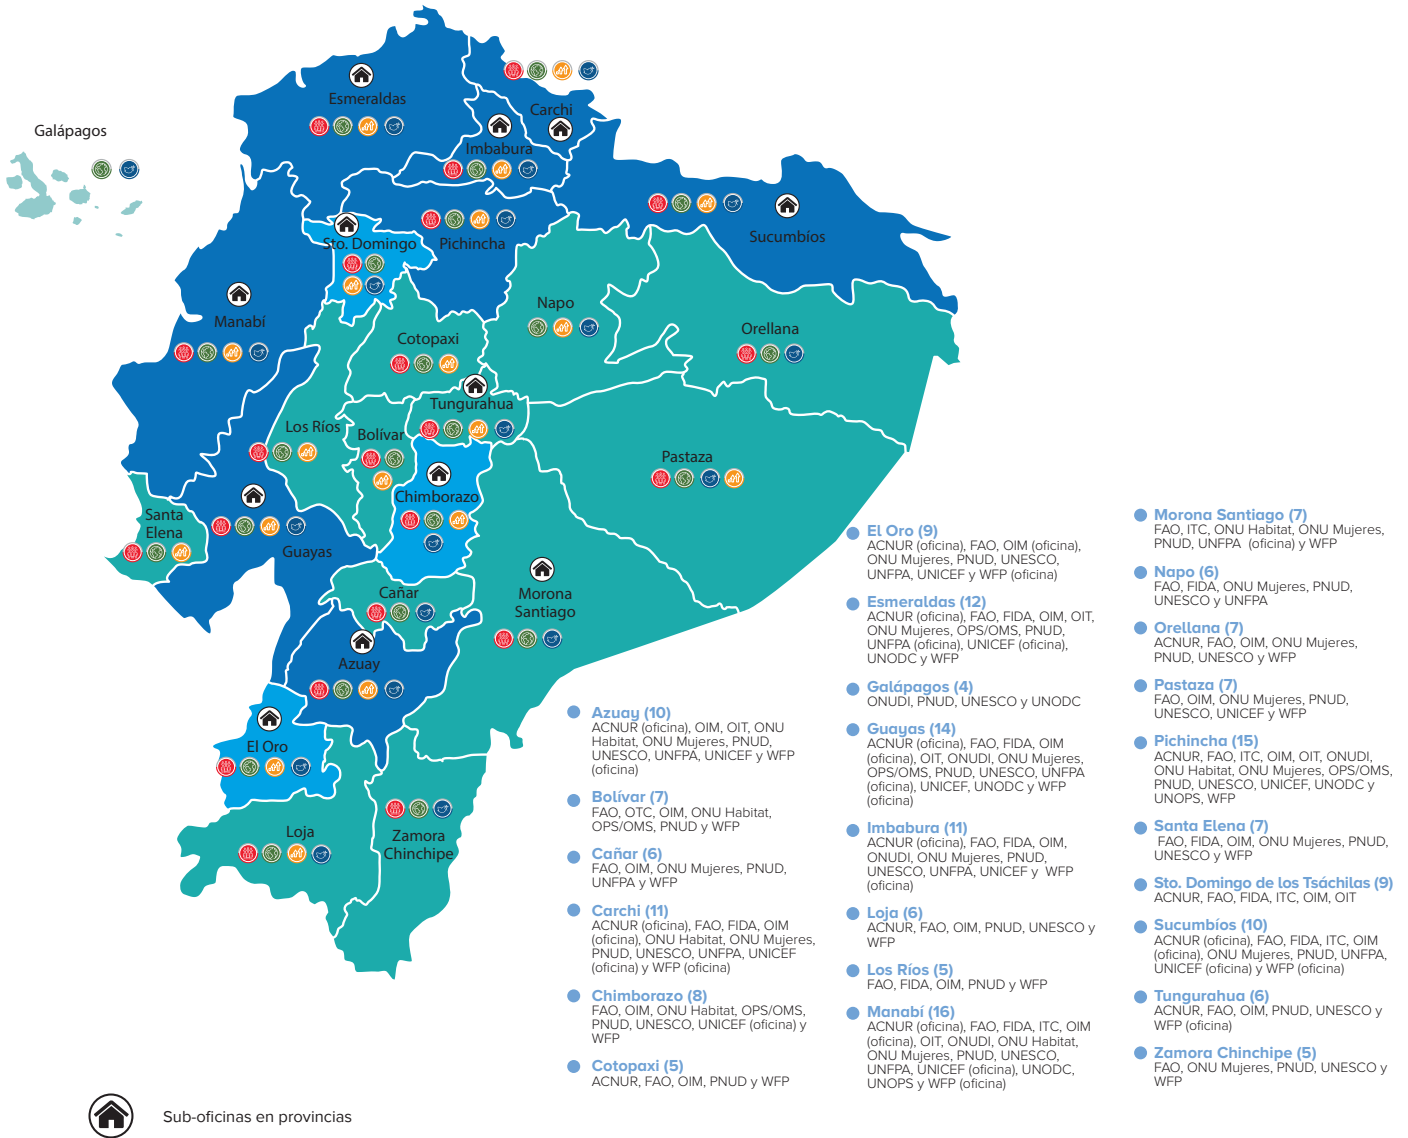 Galápagos
Esmeraldas
Carchi
Imbabura
Sucumbíos
Sto. Domingo
Pichincha
Manabí
Napo
Orellana
Cotopaxi
Tungurahua
Los Ríos
Bolívar
Pastaza
Chimborazo
Santa
Elena
Guayas
Cañar
Morona
Santiago
Azuay
El Oro
Loja
Zamora
Chinchipe
Azuay (10)
ACNUR (oficina), OIM, OIT, ONU
Habitat, ONU Mujeres, PNUD,
UNESCO, UNFPA, UNICEF y WFP
(oficina)
Bolívar (7)
FAO, OTC, OIM, ONU Habitat,
OPS/OMS, PNUD y WFP
Cañar (6)
FAO, OIM, ONU Mujeres, PNUD,
UNFPA y WFP
Carchi (11)
ACNUR (oficina), FAO, FIDA, OIM
(oficina), ONU Habitat, ONU Mujeres,
PNUD, UNESCO, UNFPA, UNICEF
(oficina) y WFP (oficina)
Chimborazo (8)
FAO, OIM, ONU Habitat, OPS/OMS,
PNUD, UNESCO, UNICEF (oficina) y
WFP
Cotopaxi (5)
ACNUR, FAO, OIM, PNUD y WFP
El Oro (9)
ACNUR (oficina), FAO, OIM (oficina),
ONU Mujeres, PNUD, UNESCO,
UNFPA, UNICEF y WFP (oficina)
Esmeraldas (12)
ACNUR (oficina), FAO, FIDA, OIM, OIT,
ONU Mujeres, OPS/OMS, PNUD,
UNFPA (oficina), UNICEF (oficina),
UNODC y WFP
Galápagos (4)
ONUDI, PNUD, UNESCO y UNODC
Guayas (14)
ACNUR (oficina), FAO, FIDA, OIM
(oficina), OIT, ONUDI, ONU Mujeres,
OPS/OMS, PNUD, UNESCO, UNFPA
(oficina), UNICEF, UNODC y WFP
(oficina)
Imbabura (11)
ACNUR (oficina), FAO, FIDA, OIM,
ONUDI, ONU Mujeres, PNUD,
UNESCO, UNFPA, UNICEF y WFP
(oficina)
Loja (6)
ACNUR, FAO, OIM, PNUD, UNESCO y
WFP
Los Ríos (5)
FAO, FIDA, OIM, PNUD y WFP
Manabí (16)
ACNUR (oficina), FAO, FIDA, ITC, OIM
(oficina), OIT, ONUDI, ONU Habitat,
ONU Mujeres, PNUD, UNESCO,
UNFPA, UNICEF (oficina), UNODC,
UNOPS y WFP (oficina)
Morona Santiago (7)
FAO, ITC, ONU Habitat, ONU Mujeres,
PNUD, UNFPA (oficina) y WFP
Napo (6)
FAO, FIDA, ONU Mujeres, PNUD,
UNESCO y UNFPA
Orellana (7)
ACNUR, FAO, OIM, ONU Mujeres,
PNUD, UNESCO y WFP
Pastaza (7)
FAO, OIM, ONU Mujeres, PNUD,
UNESCO, UNICEF y WFP
Pichincha (15)
ACNUR, FAO, ITC, OIM, OIT, ONUDI,
ONU Habitat, ONU Mujeres, OPS/OMS,
PNUD, UNESCO, UNICEF, UNODC y
UNOPS, WFP
Santa Elena (7)
FAO, FIDA, OIM, ONU Mujeres, PNUD,
UNESCO y WFP
Sto. Domingo de los Tsáchilas (9)
ACNUR, FAO, FIDA, ITC, OIM, OIT
Sucumbíos (10)
ACNUR (oficina), FAO, FIDA, ITC, OIM
(oficina), ONU Mujeres, PNUD, UNFPA,
UNICEF (oficina) y WFP (oficina)
Tungurahua (6)
ACNUR, FAO, OIM, PNUD, UNESCO y
WFP (oficina)
Zamora Chinchipe (5)
FAO, ONU Mujeres, PNUD, UNESCO y
WFP
Sub-oficinas en provincias